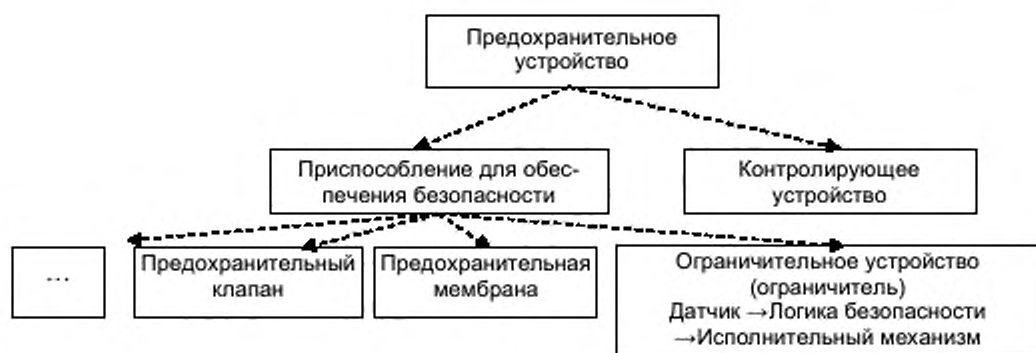 Предохранительное
устройство
Приспособление для обес-
печения безопасности
Контролирующее
устройство
...
Предохранительный
клапан
Предохранительная
мембрана
Ограничительное устройство
(ограничитель)
Датчик →Логика безопасности
→Исполнительный механизм